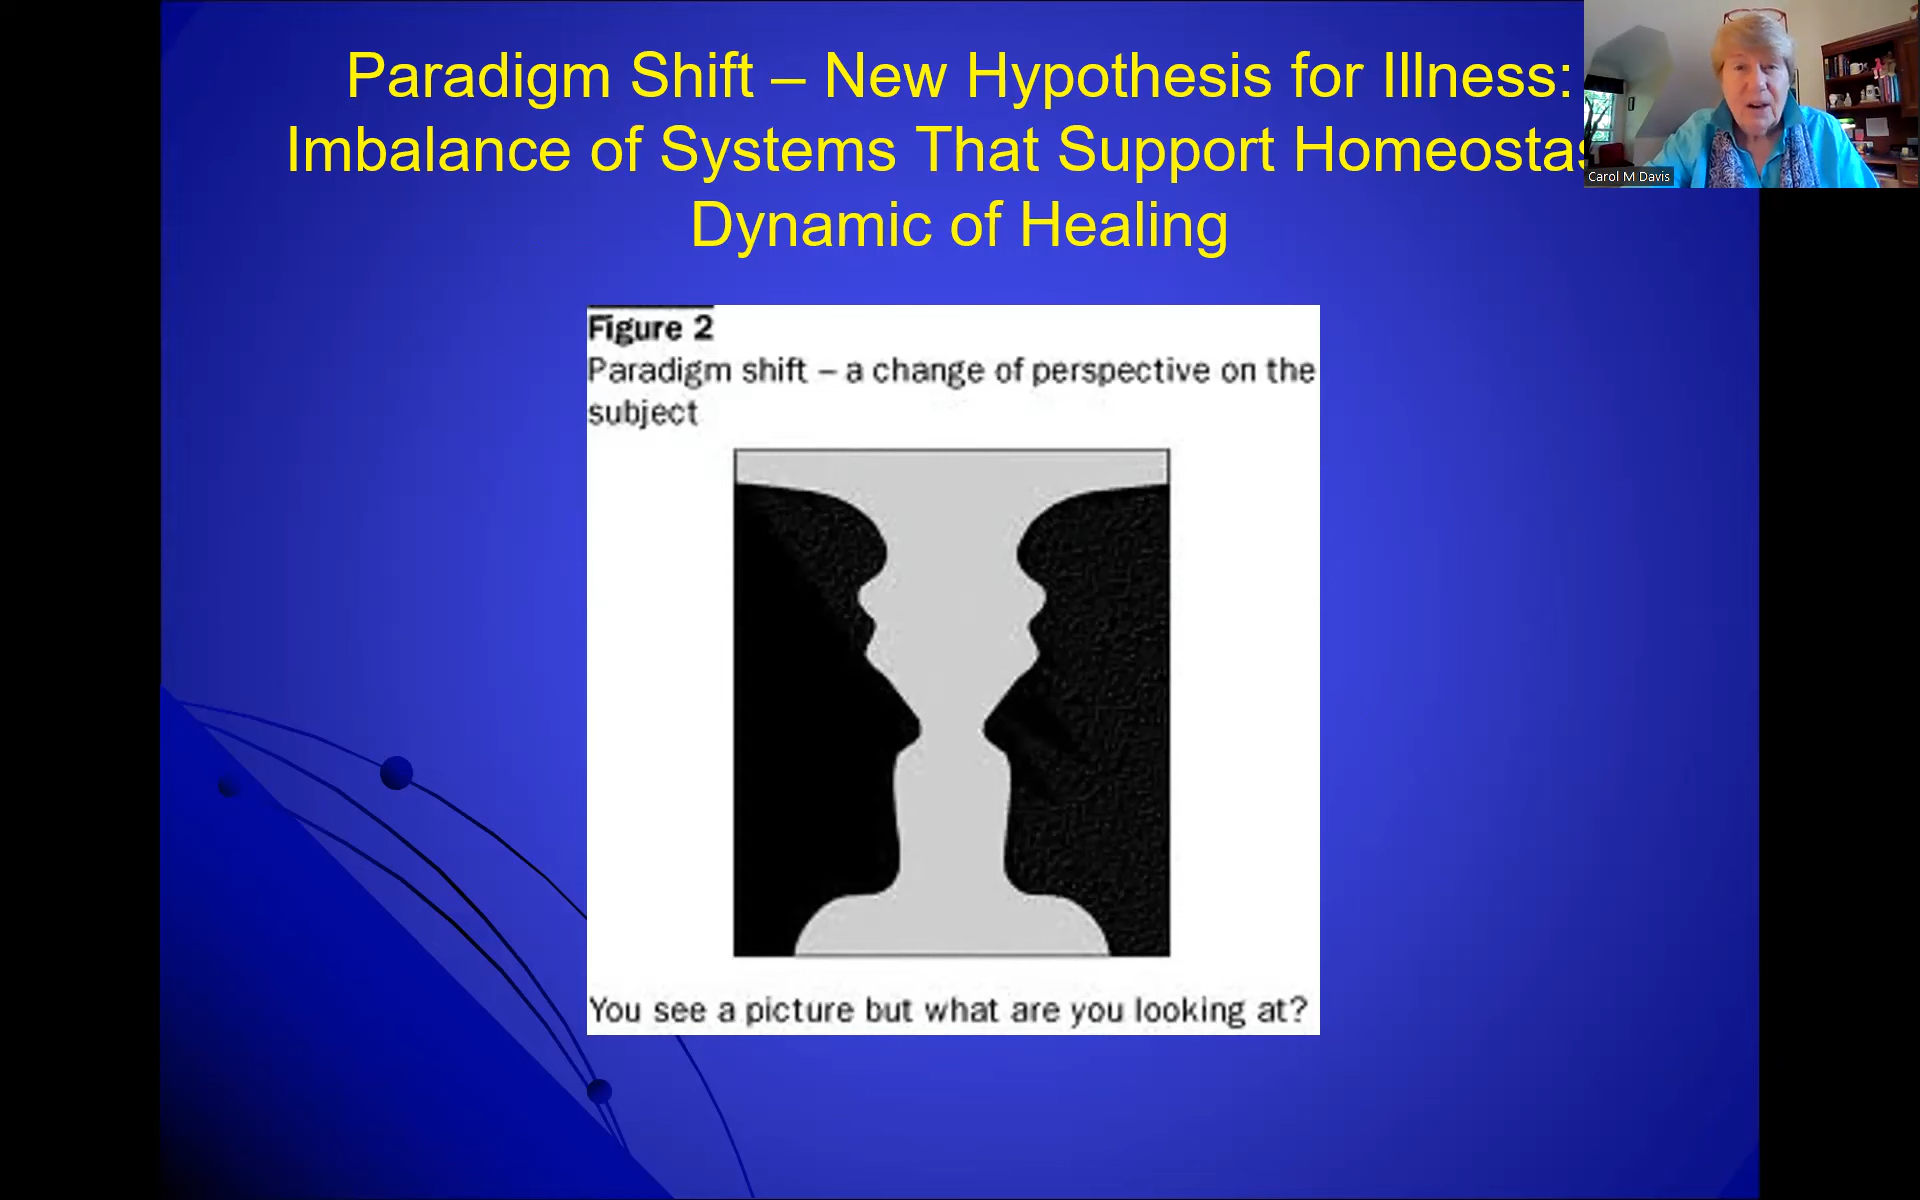 Paradigm Shift – New Hypothesis for Illness:
Imbalance of Systems That Support Homeostas
Dynamic of Healing
Carol M Davis
Figure 2
Paradigm shift – a change of perspective on the
subject
You see a picture but what are you looking at?